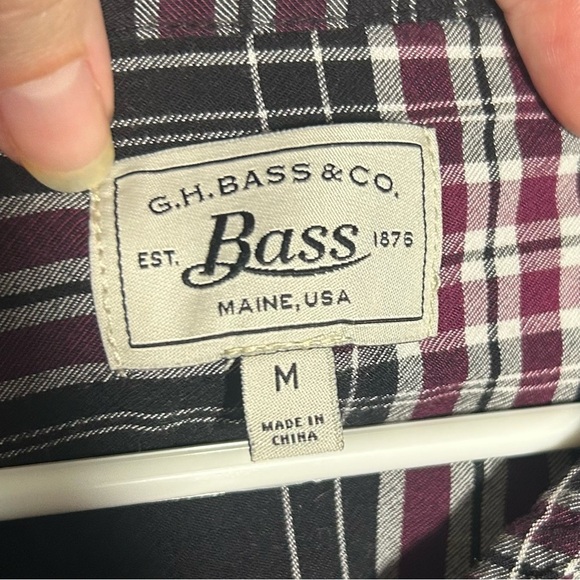 G.H. BASS & CO.
EST. Bass 1876
MAINE, USA
M
MADE IN
CHINA